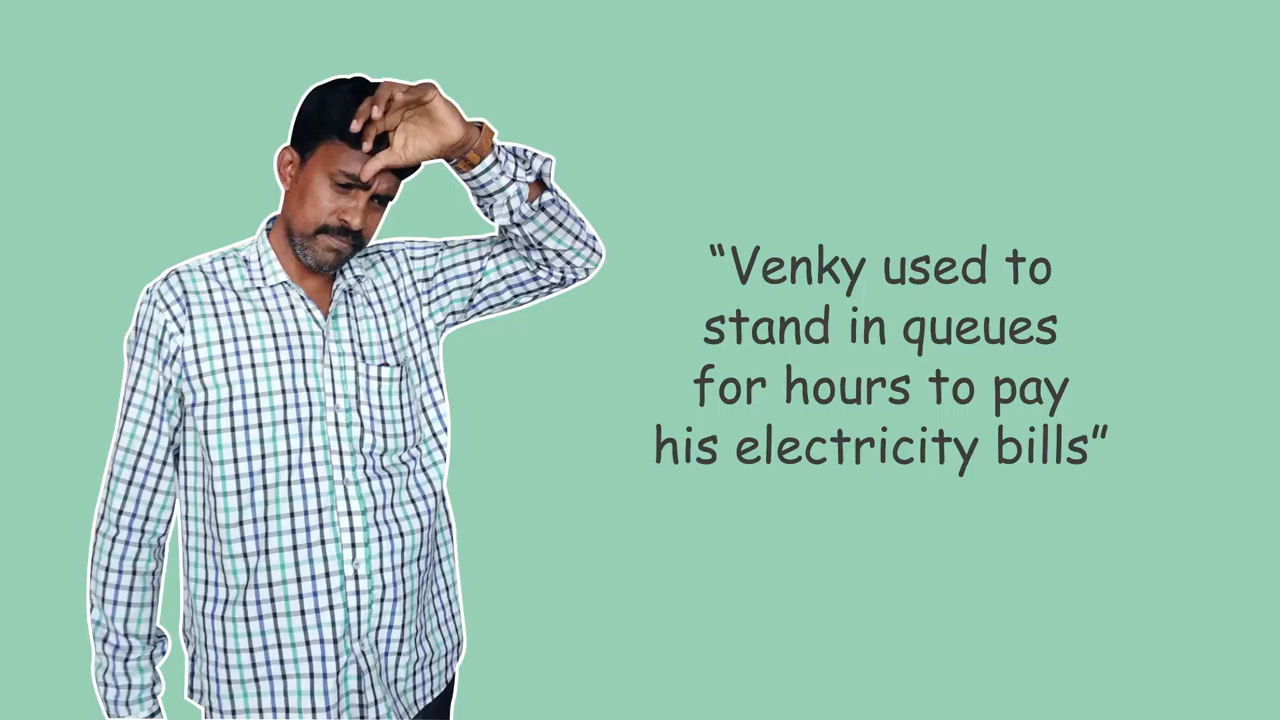 “Venky used to
stand in queues
for hours to pay
his electricity bills”